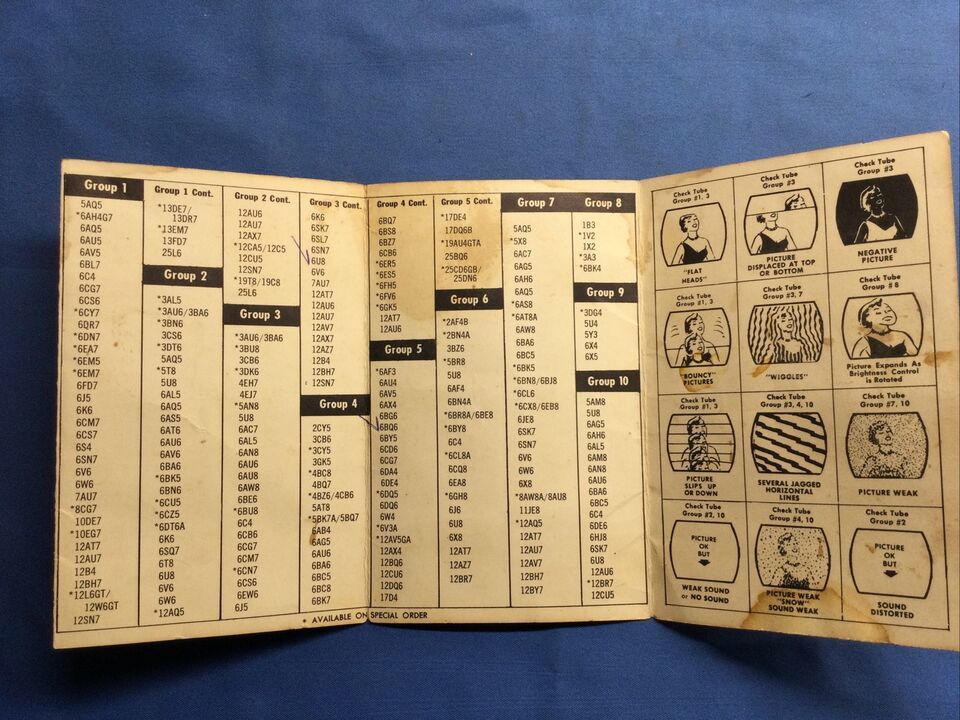 Group 1
5AQ5
*6AH4G7
6AQ5
6AU5
6AV5
6BL7
6C4
6CG7
6CS6
*6CY7
6QR7
*6DN7
*6EA7
*6EM5
*6EM7
6FD7
6J5
6K6
6CM7
6CS7
6S4
6SN7
6V6
6W6
7AU7
*8CG7
10DE7
*10EG7
12AT7
12AU7
12B4
12BH7
*12L6GT/
12W6GT
12SN7
Group 1 Cont.
*13DE7/
13DR7
*13EM7
13FD7
25L6
Group 2
*3AL5
*3AU6/3BA6
*3BN6
3CS6
*3DT6
5AQ5
*5T8
5U8
6AL5
6AQ5
6AS5
6AT6
6AU6
6AV6
6BA6
*6BK5
6BN6
*6CU5
*6CZ5
*6DT6A
6K6
6SQ7
6T8
6U8
6V6
6W6
*12AQ5
Group 2 Cont.
12AU6
12AU7
12AX7
*12CA5/12C5
12CU5
12SN7
*19T8/19C8
25L6
Group 3
*3AU6/3BA6
*3BU8
3CB6
*3DK6
4EH7
4EJ7
*5AN8
5U8
6AC7
6AL5
6AN8
6AU6
6AU8
6AW8
6BE6
*6BU8
6C4
6CB6
6CG7
6CM7
*6CN7
6CS6
*6EW6
6J5
Group 3 Cont.
6K6
6SK7
6SL7
6SN7
6U8
6V6
7AU7
12AT7
12AU6
12AU7
12AV7
12AX7
12AZ7
12B4
12BH7
12SN7
Group 4
2CY5
3CB6
*3CY5
3GK5
*4BC8
4BQ7
*4BZ6/4CB6
5AT8
*5BK7A/5BQ7
6AB4
6AG5
6AU6
6BA6
6BC5
6BC8
6BK7
Group 4 Cont.
6BQ7
6BS8
6BZ7
6CB6
*6ER5
*6ES5
*6FH5
*6FV6
*6GK5
12AT7
12AU6
Group 5
*6AF3
6AU4
6AV5
6AX4
6BG6
6BQ6
6BY5
6CD6
6CG7
6DA4
6DE4
*6DQ5
6DQ6
6W4
*6V3A
*12AV5GA
12AX4
12BQ6
12CU6
12DQ6
17D4
Group 5 Cont.
*17DE4
17DQ6B
*19AU4GTA
25BQ6
*25CD6GB/
25DN6
Group 6
*2AF4B
*2BN4A
3BZ6
*5BR8
5U8
6AF4
6BN4A
*6BR8A/6BE8
*6BY8
6C4
*6CL8A
6CQ8
6EA8
*6GH8
6J6
6U8
6X8
12AT7
12AZ7
12BR7
Group 7
5AQ5
*5X8
6AC7
6AG5
6AH6
6AQ5
*6AS8
*6AT8A
6AW8
6BA6
6BC5
*6BK5
*6BN8/6BJ8
*6CL6
*6CX8/6EB8
6JE8
6SK7
6SN7
6V6
6W6
6X8
*8AW8A/8AU8
11JE8
*12AQ5
12AT7
12AV7
12BH7
12BY7
Group 8
1B3
*1V2
1X2
*3A3
*6BK4
Group 9
*3DG4
5U4
5Y3
6X4
6X5
Group 10
5AM8
5U8
6AG5
6AH6
6AL5
6AM8
6AN8
6AU6
6BA6
6BC5
6C4
6DE6
6HJ8
6SK7
6U8
12AU6
*12BR7
12CU5
* AVAILABLE ON SPECIAL ORDER
Check Tube
Group #1, 3
"FLAT
HEADS"
Check Tube
Group #3
PICTURE
DISPLACED AT TOP
OR BOTTOM
Check Tube
Group #3
NEGATIVE
PICTURE
Check Tube
Group #1, 3
"BOUNCY"
PICTURES
Check Tube
Group #3, 7
"WIGGLES"
Check Tube
Group # 8
Picture Expands As
Brightness Control
is Rotated
Check Tube
Group #1, 3
PICTURE
SLIPS UP
OR DOWN
Check Tube
Group #3, 4, 10
SEVERAL JAGGED
HORIZONTAL
LINES
Check Tube
Group #7, 10
PICTURE WEAK
Check Tube
Group #2, 10
PICTURE
OK
BUT
WEAK SOUND
or NO SOUND
Check Tube
Group #4, 10
PICTURE WEAK
"SNOW"
SOUND WEAK
Check Tube
Group #2
PICTURE
OK
BUT
SOUND
DISTORTED